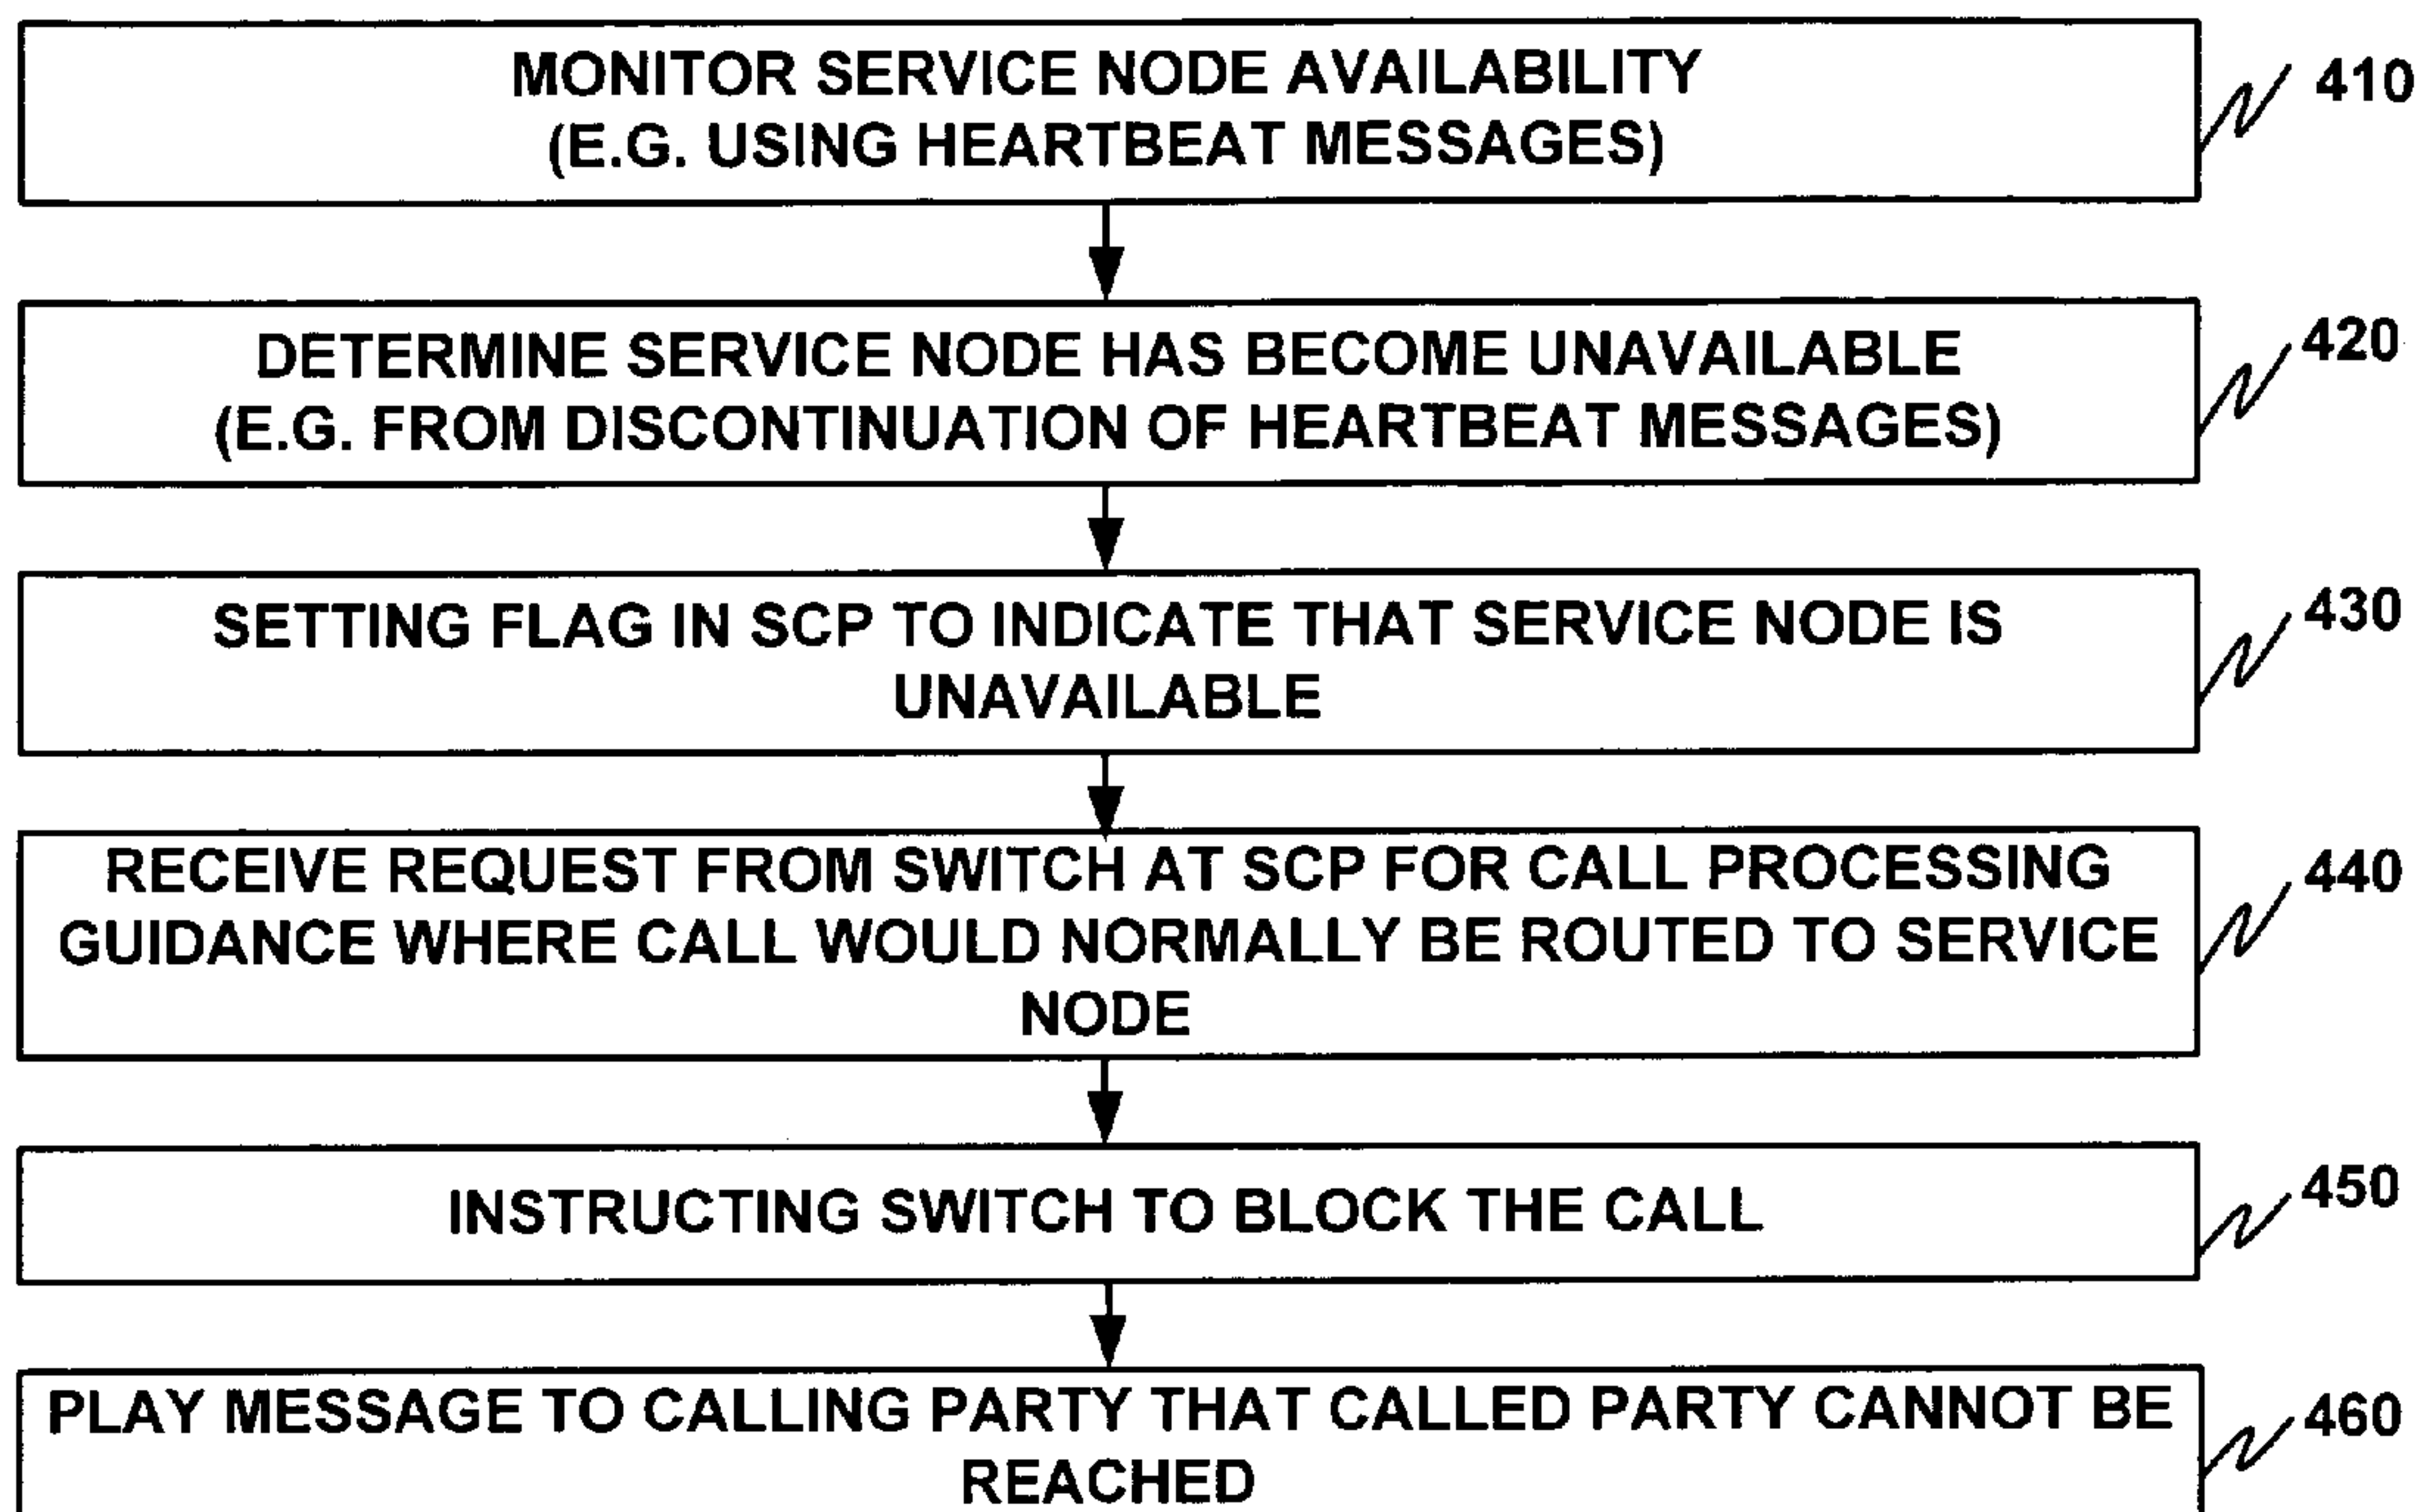 MONITOR SERVICE NODE AVAILABILITY
(E.G. USING HEARTBEAT MESSAGES)
410
DETERMINE SERVICE NODE HAS BECOME UNAVAILABLE
(E.G. FROM DISCONTINUATION OF HEARTBEAT MESSAGES)
420
SETTING FLAG IN SCP TO INDICATE THAT SERVICE NODE IS
UNAVAILABLE
430
RECEIVE REQUEST FROM SWITCH AT SCP FOR CALL PROCESSING
GUIDANCE WHERE CALL WOULD NORMALLY BE ROUTED TO SERVICE
NODE
440
INSTRUCTING SWITCH TO BLOCK THE CALL
450
PLAY MESSAGE TO CALLING PARTY THAT CALLED PARTY CANNOT BE
REACHED
460